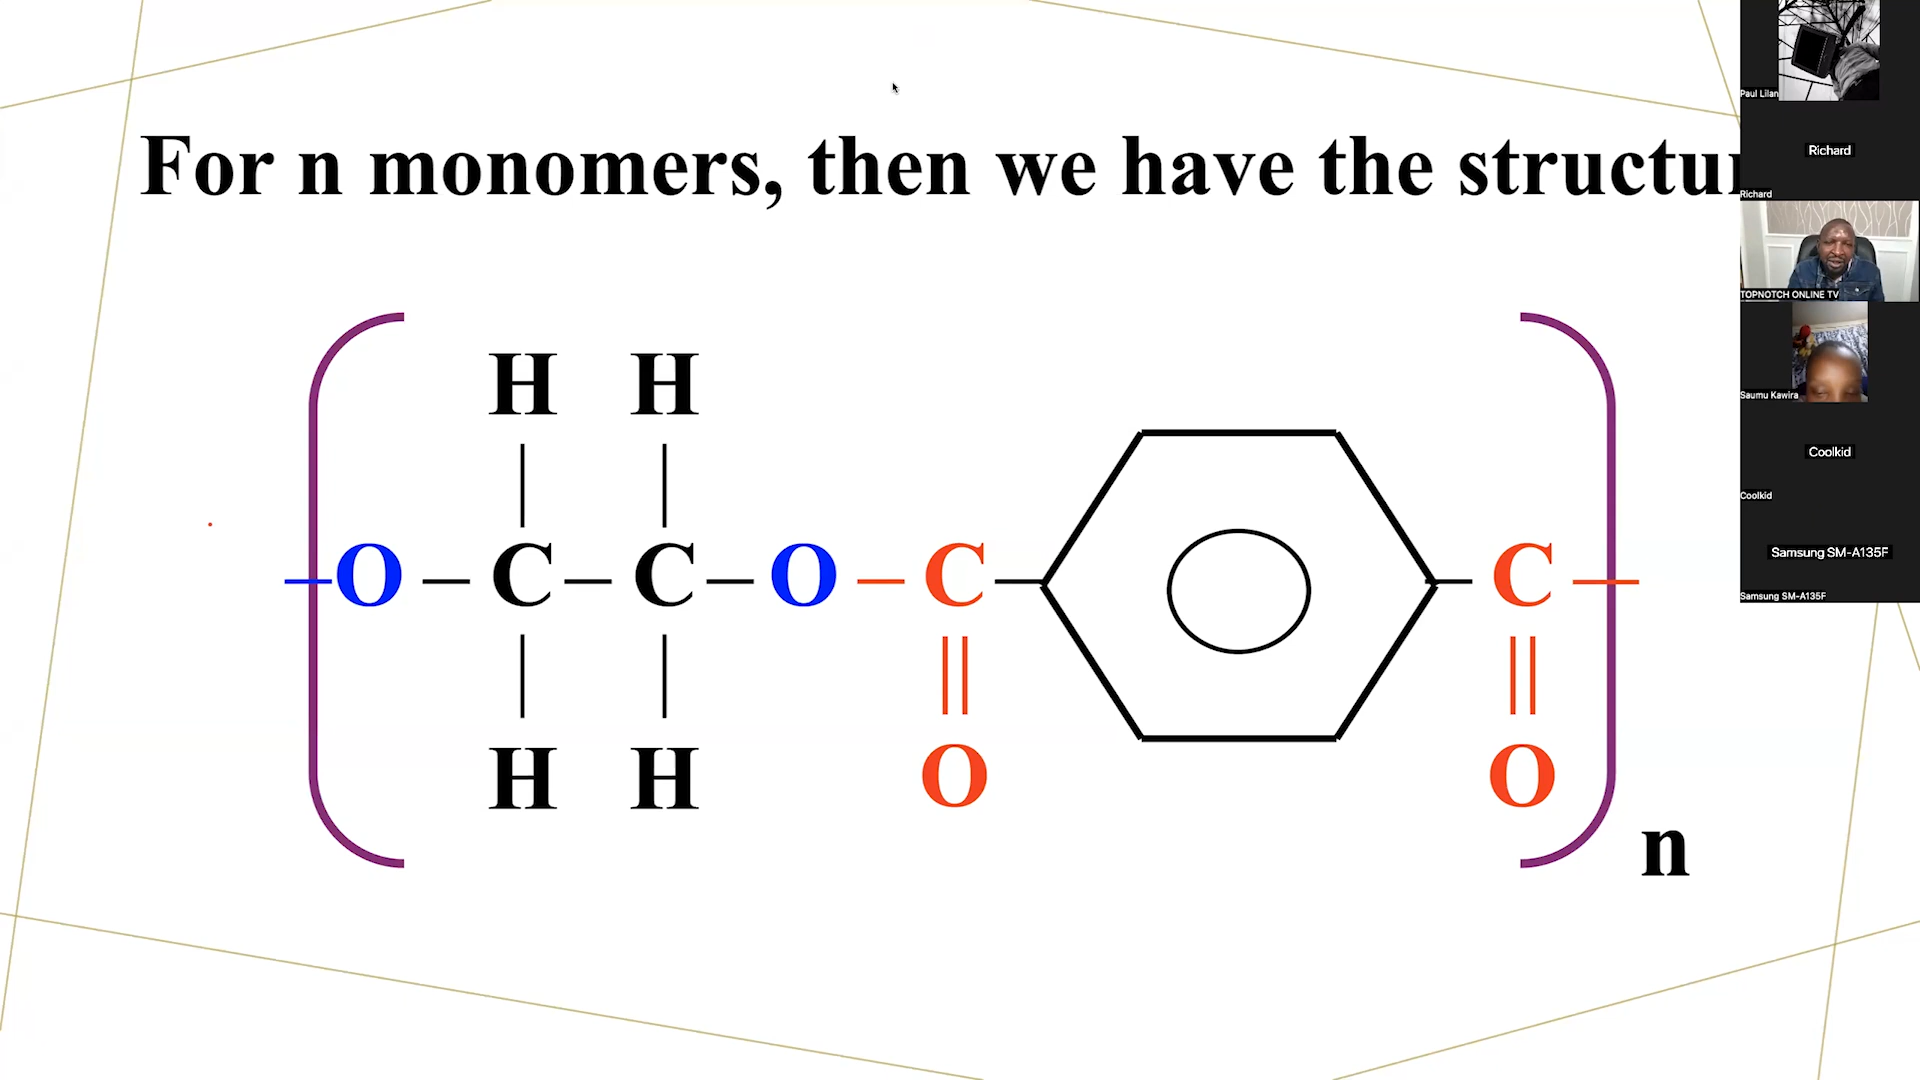 For n monomers, then we have the structu
H H
O C C O C C
O O
H H
n
Paul Lilan
Richard
Richard
TOPNOTCH ONLINE TV
Saumu Kawira
Coolkid
Coolkid
Samsung SM-A135F
Samsung SM-A135F